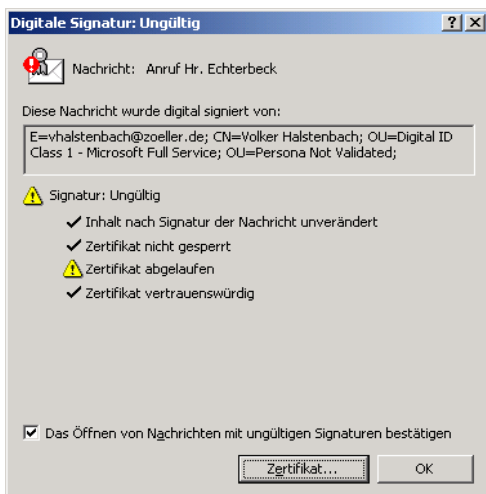 Digitale Signatur: Ungültig
Nachricht: Anruf Hr. Echterbeck
Diese Nachricht wurde digital signiert von:
E=vhalstenbach@zoeller.de; CN=Volker Halstenbach; OU=Digital ID
Class 1 - Microsoft Full Service; OU=Persona Not Validated;
Signatur: Ungültig
Inhalt nach Signatur der Nachricht unverändert
Zertifikat nicht gesperrt
Zertifikat abgelaufen
Zertifikat vertrauenswürdig
Das Öffnen von Nachrichten mit ungültigen Signaturen bestätigen
Zertifikat... OK